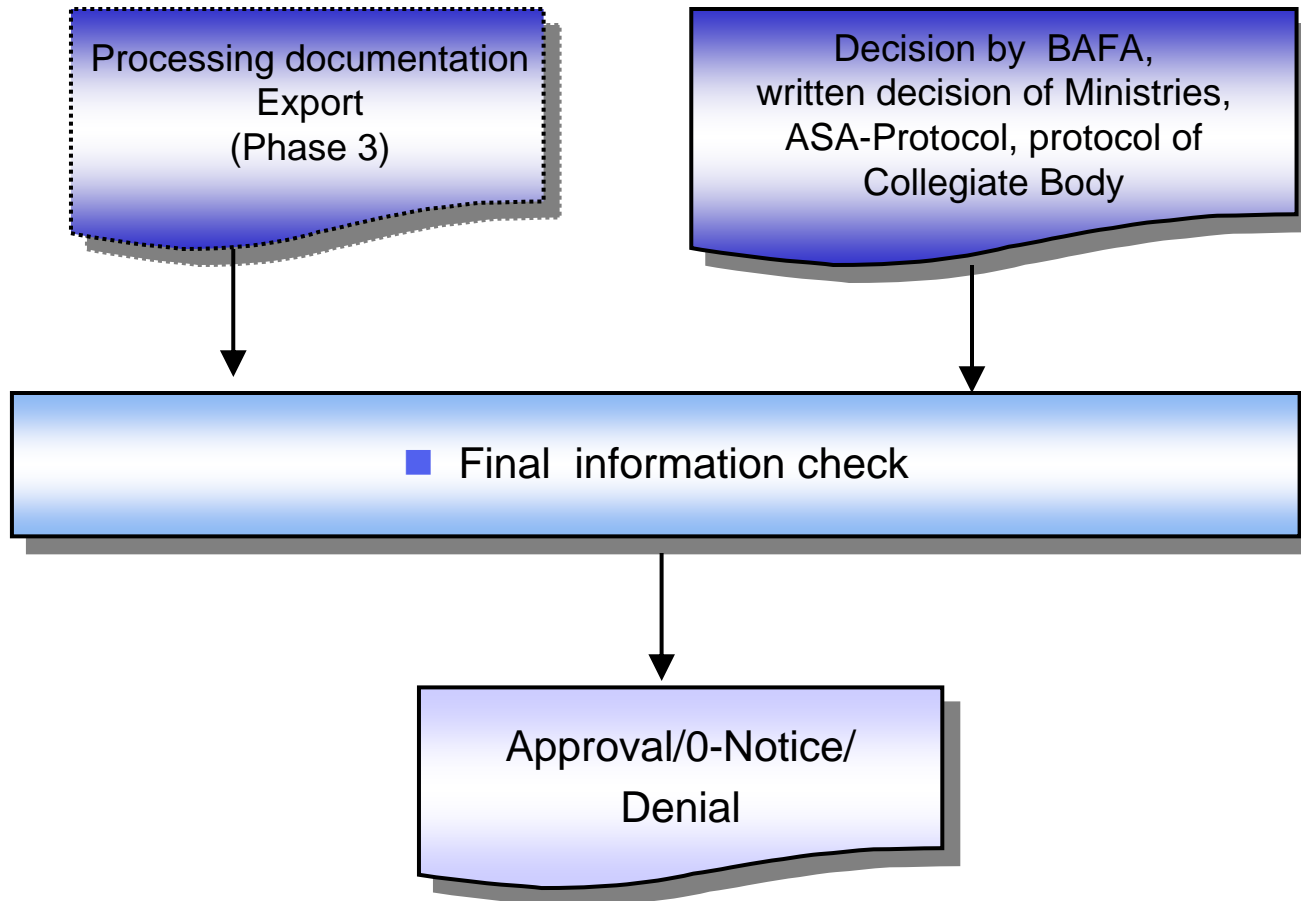 Processing documentation
Export
(Phase 3)
Decision by BAFA,
written decision of Ministries,
ASA-Protocol, protocol of
Collegiate Body
Final information check
Approval/0-Notice/
Denial